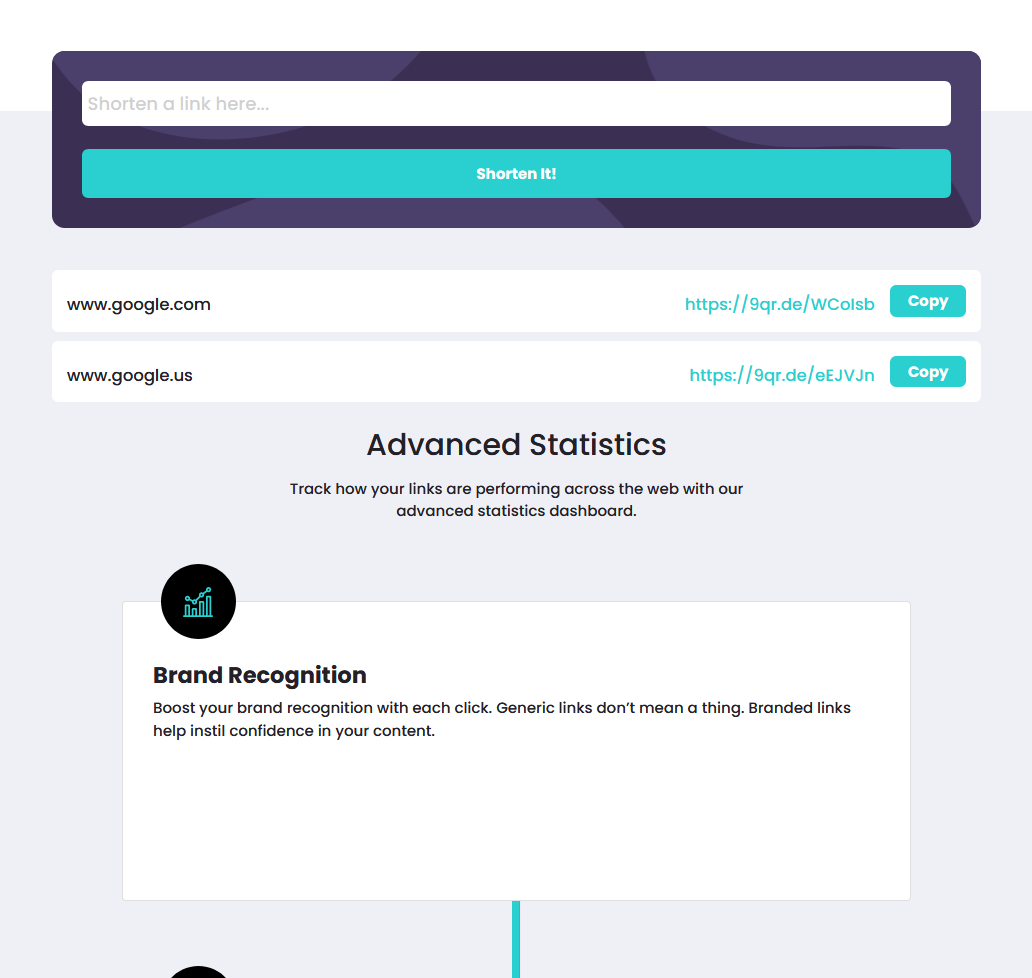 Shorten a link here...
Shorten It!
www.google.com https://9qr.de/WCoIsb Copy
www.google.us https://9qr.de/eEJVJn Copy
Advanced Statistics
Track how your links are performing across the web with our
advanced statistics dashboard.
Brand Recognition
Boost your brand recognition with each click. Generic links don’t mean a thing. Branded links
help instil confidence in your content.